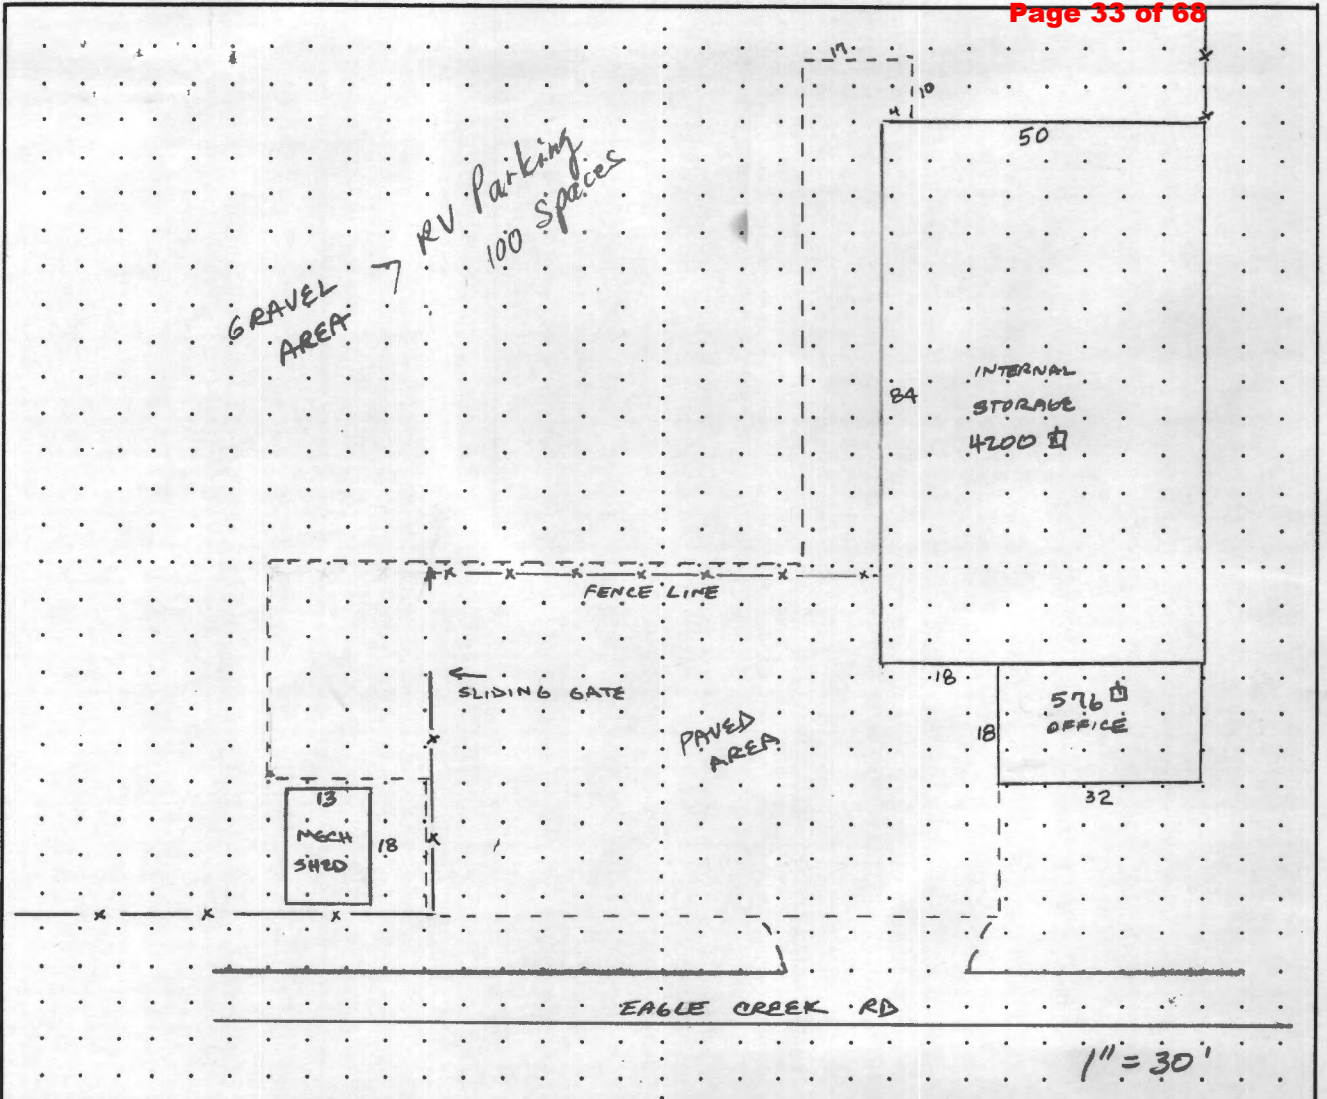 Page 33 of 68
17
10
4
50
RV Parking
100 Spaces
GRAVEL
AREA
INTERNAL
STORAGE
84
4200
FENCE LINE
SLIDING GATE
18
576
OFFICE
18
PAVED
AREA
32
13
MECH
SHED
18
EAGLE CREEK RD
1" = 30'